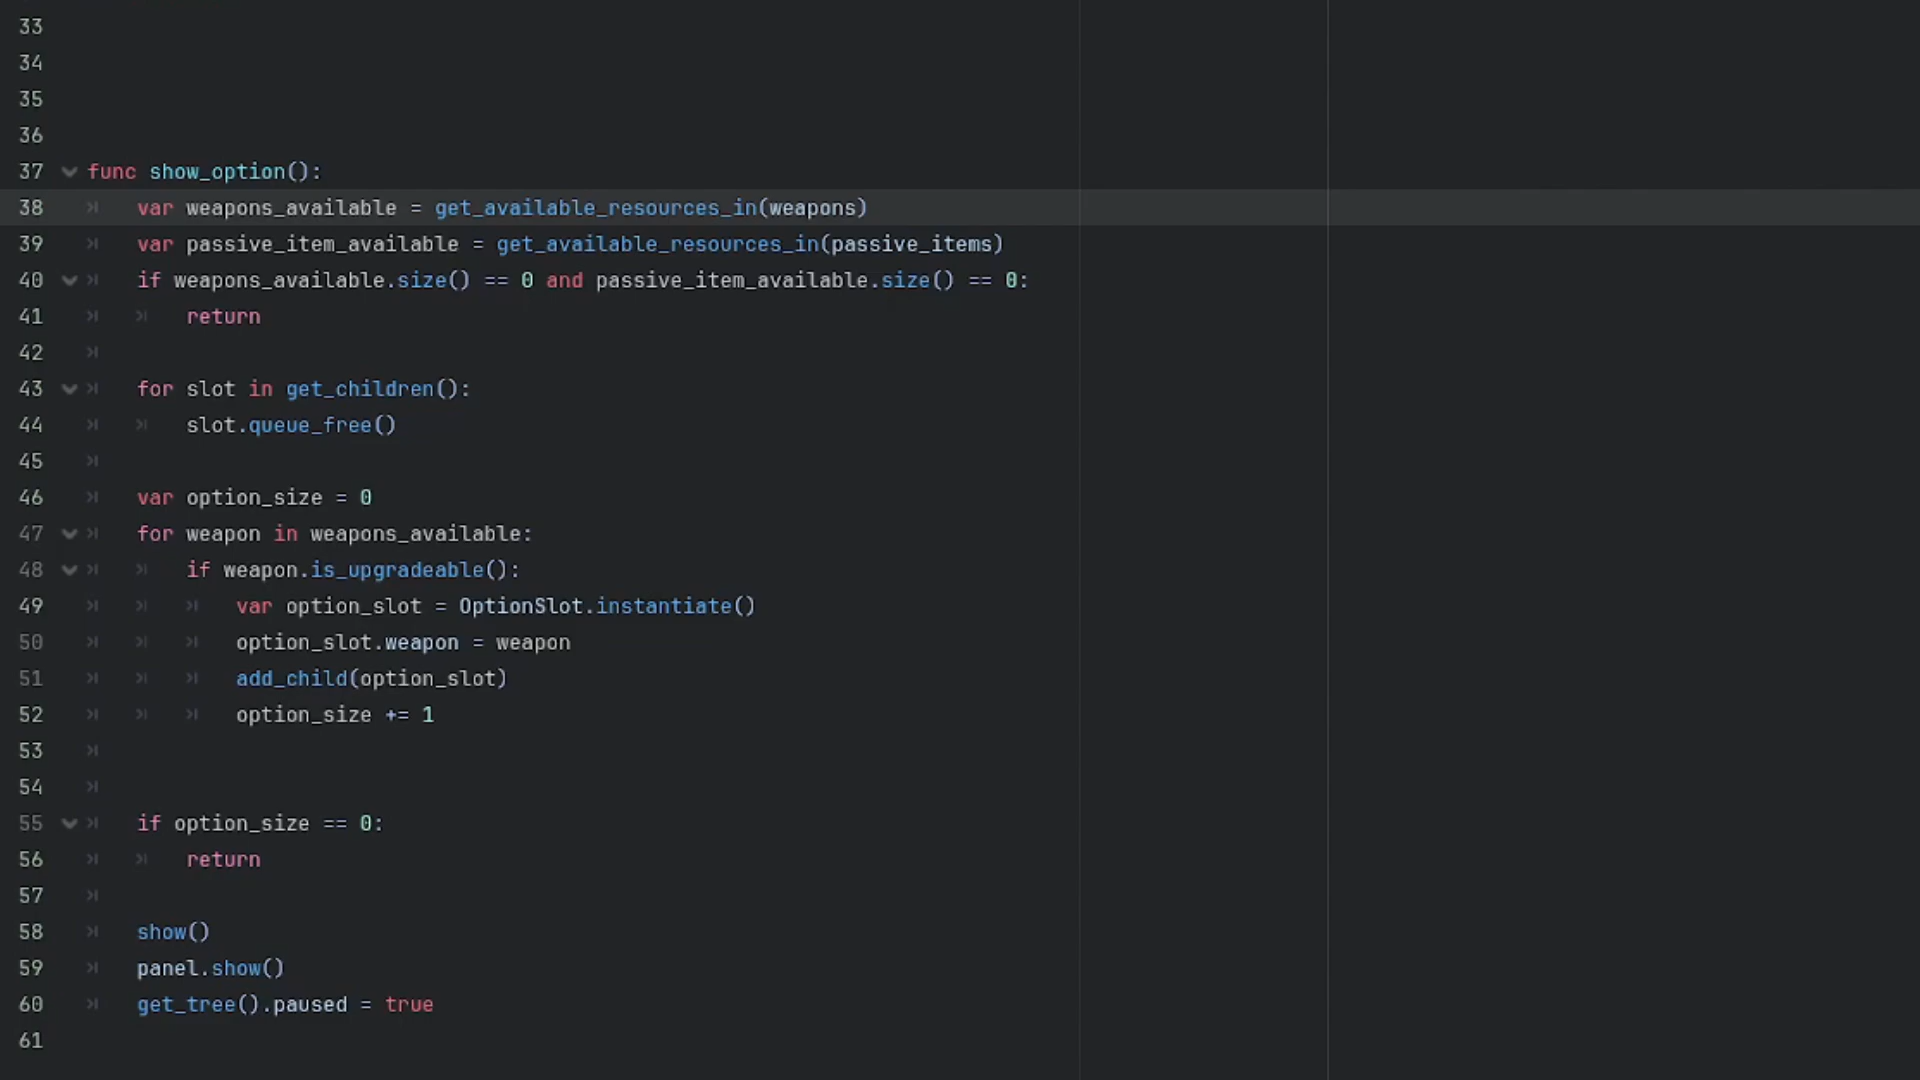 33
34
35
36
37 func show_option():
38 var weapons_available = get_available_resources_in(weapons)
39 var passive_item_available = get_available_resources_in(passive_items)
40 if weapons_available.size() == 0 and passive_item_available.size() == 0:
41 return
42
43 for slot in get_children():
44 slot.queue_free()
45
46 var option_size = 0
47 for weapon in weapons_available:
48 if weapon.is_upgradeable():
49 var option_slot = OptionSlot.instantiate()
50 option_slot.weapon = weapon
51 add_child(option_slot)
52 option_size += 1
53
54
55 if option_size == 0:
56 return
57
58 show()
59 panel.show()
60 get_tree().paused = true
61